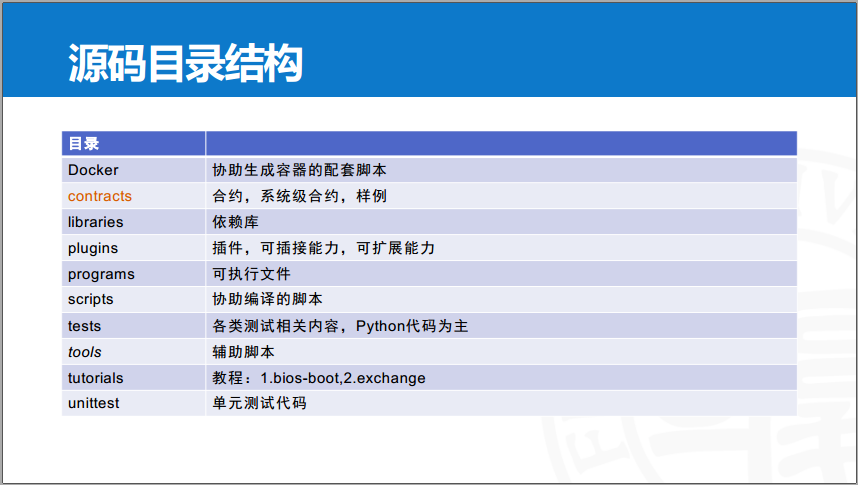 源码目录结构
目录
Docker 协助生成容器的配套脚本
contracts 合约，系统级合约，样例
libraries 依赖库
plugins 插件，可插接能力，可扩展能力
programs 可执行文件
scripts 协助编译的脚本
tests 各类测试相关内容，Python代码为主
tools 辅助脚本
tutorials 教程：1.bios-boot,2.exchange
unittest 单元测试代码